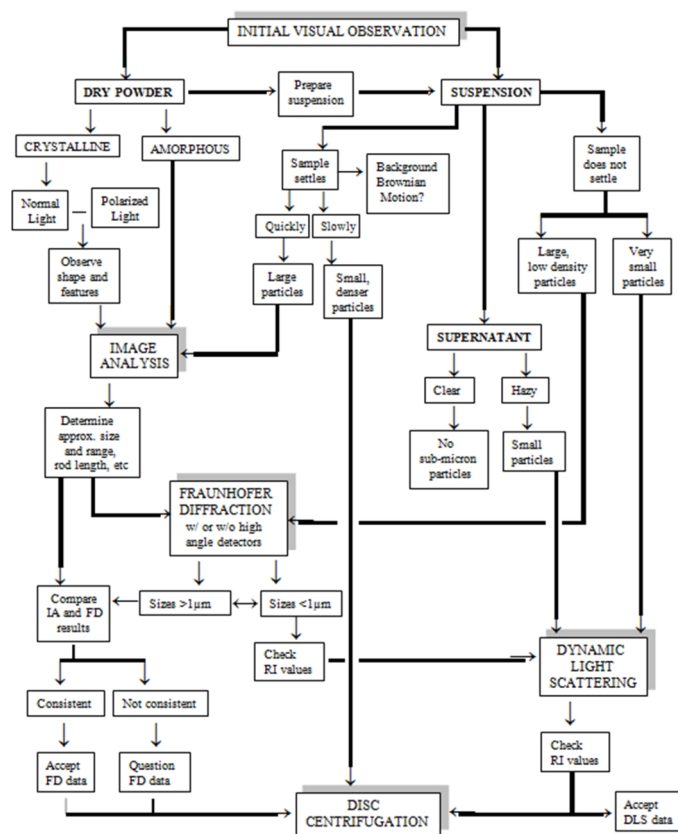 INITIAL VISUAL OBSERVATION
DRY POWDER
Prepare
suspension
SUSPENSION
CRYSTALLINE
AMORPHOUS
Sample
settles
Background
Brownian
Motion?
Sample
does not
settle
Normal
Light
Polarized
Light
Quickly
Slowly
Observe
shape and
features
Large
particles
Small,
denser
particles
Large,
low density
particles
Very
small
particles
IMAGE
ANALYSIS
SUPERNATANT
Clear
Hazy
Determine
approx. size
and range,
rod length, etc
No
sub-micron
particles
Small
particles
FRAUNHOFER
DIFFRACTION
w/ or w/o high
angle detectors
Compare
IA and FD
results
Sizes >1µm
Sizes <1µm
Check
RI values
DYNAMIC
LIGHT
SCATTERING
Consistent
Not consistent
Accept
FD data
Question
FD data
Check
RI values
DISC
CENTRIFUGATION
Accept
DLS data